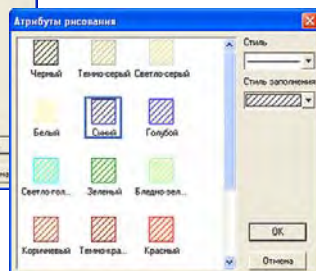 Атрибуты рисования
Стиль
Черный Темно-серый Светло-серый
Стиль заполнения
Белый Синий Голубой
Светло-гол... Зеленый Бледно-зел...
Коричневый Темно-кра... Красный
OK
Отмена